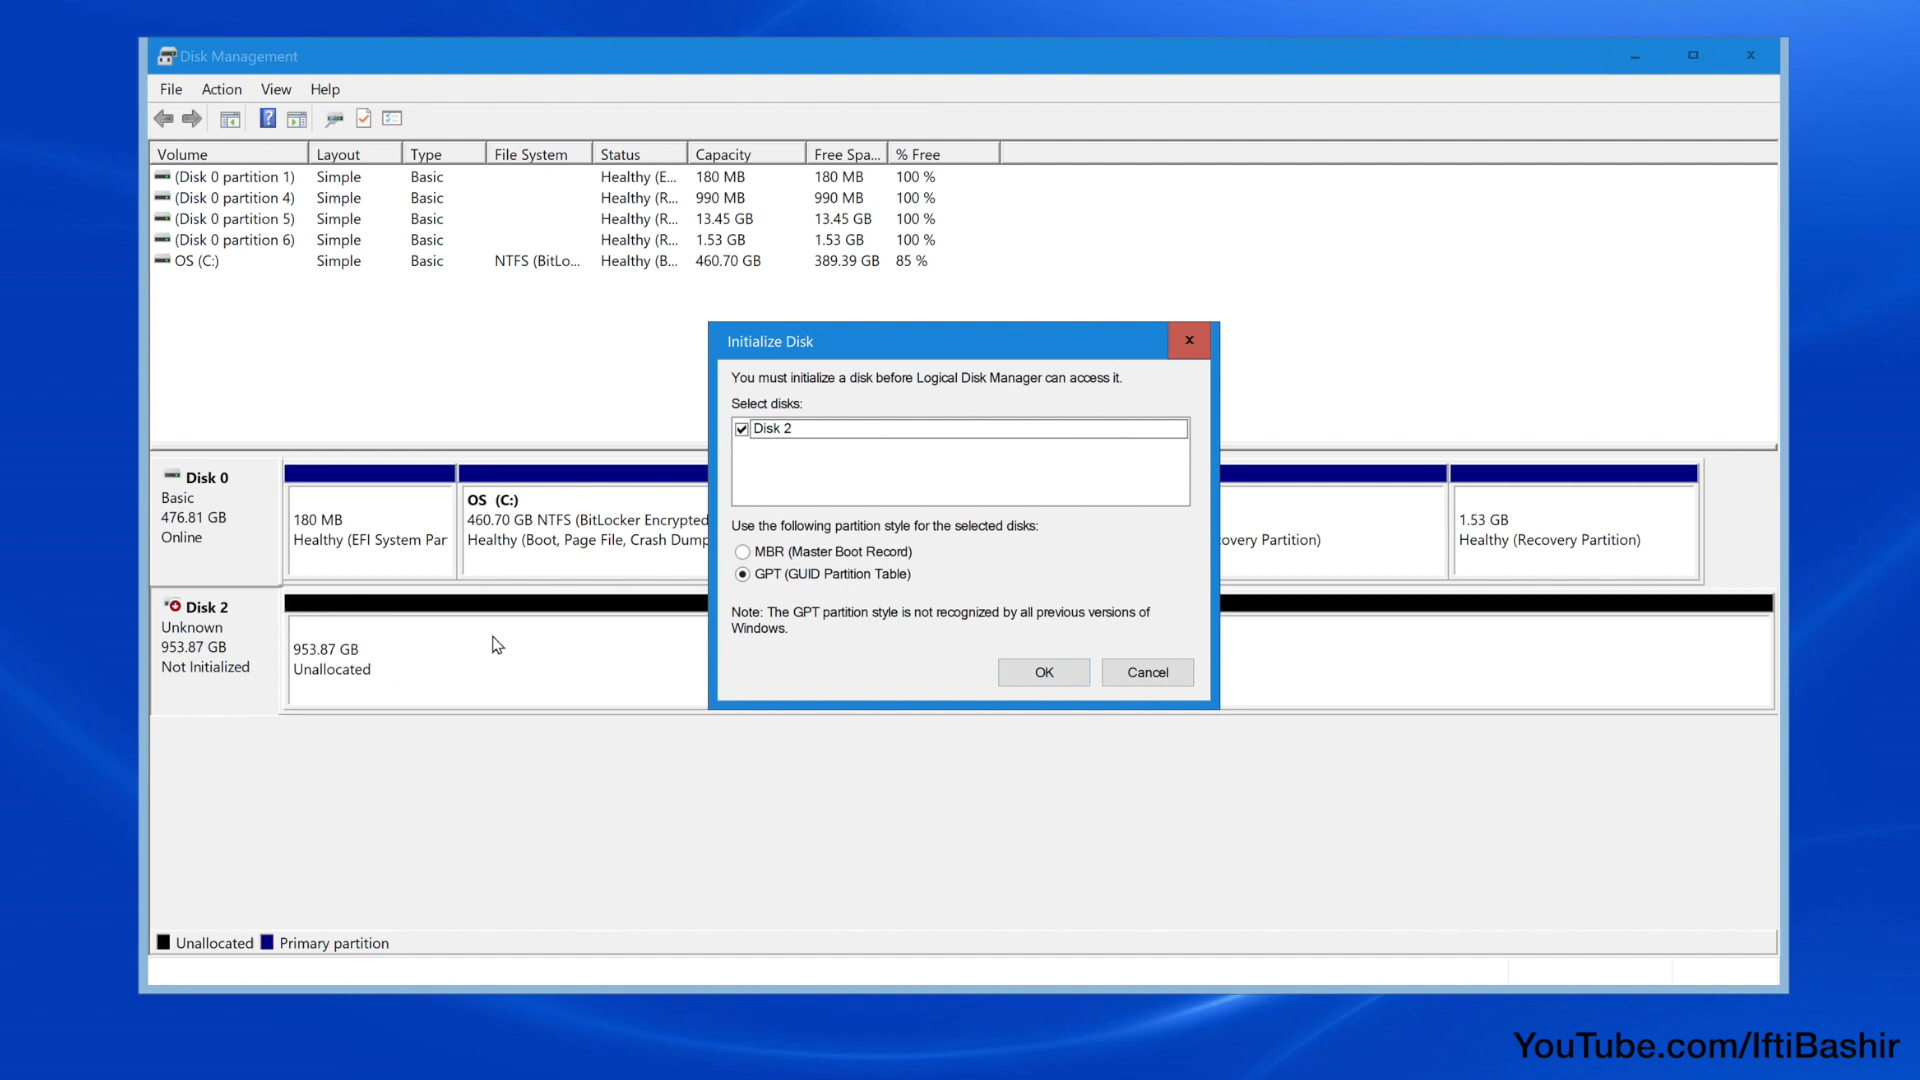 Disk Management
File Action View Help
Volume Layout Type File System Status Capacity Free Spa... % Free
(Disk 0 partition 1) Simple Basic Healthy (E... 180 MB 180 MB 100 %
(Disk 0 partition 4) Simple Basic Healthy (R... 990 MB 990 MB 100 %
(Disk 0 partition 5) Simple Basic Healthy (R... 13.45 GB 13.45 GB 100 %
(Disk 0 partition 6) Simple Basic Healthy (R... 1.53 GB 1.53 GB 100 %
OS (C:) Simple Basic NTFS (BitLo... Healthy (B... 460.70 GB 389.39 GB 85 %
Initialize Disk
You must initialize a disk before Logical Disk Manager can access it.
Select disks:
Disk 2
Use the following partition style for the selected disks:
MBR (Master Boot Record)
GPT (GUID Partition Table)
Note: The GPT partition style is not recognized by all previous versions of
Windows.
OK Cancel
Disk 0
Basic
476.81 GB
Online
180 MB
Healthy (EFI System Par
OS (C:)
460.70 GB NTFS (BitLocker Encrypted
Healthy (Boot, Page File, Crash Dump
overy Partition)
1.53 GB
Healthy (Recovery Partition)
Disk 2
Unknown
953.87 GB
Not Initialized
953.87 GB
Unallocated
Unallocated Primary partition
YouTube.com/IftiBashir